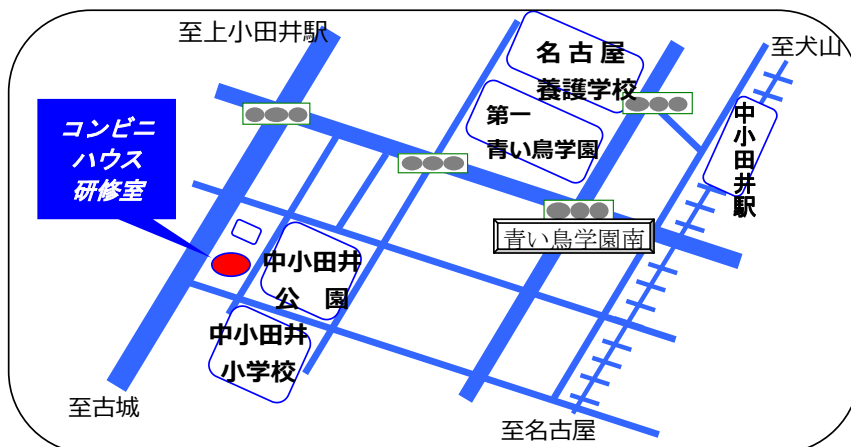 至上小田井駅
名古屋
養護学校
至犬山
コンビニ
ハウス
研修室
第一
青い鳥学園
中小田井駅
青い鳥学園南
中小田井
公　園
中小田井
小学校
至古城
至名古屋